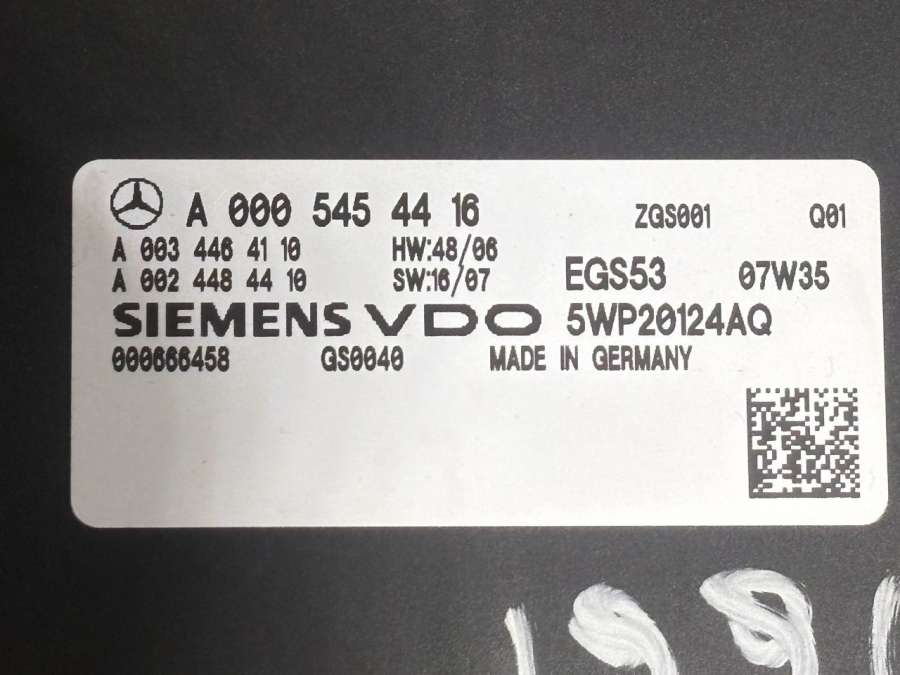 A 000 545 44 16 ZGS001 Q01
A 003 446 41 10 HW:48/06
A 002 448 44 10 SW:16/07 EGS53 07W35
SIEMENS VDO 5WP20124AQ
000666458 GS0040 MADE IN GERMANY